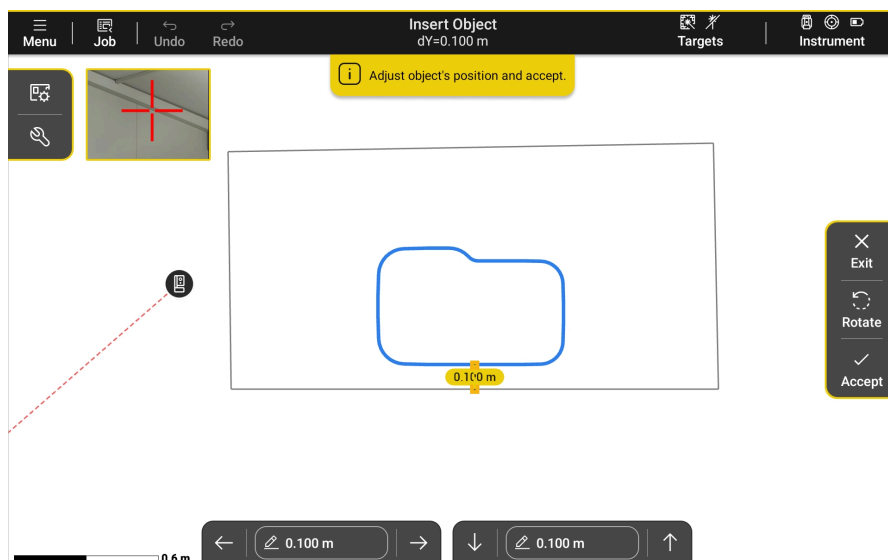 Menu
Job
Undo
Redo
Insert Object
dY=0.100 m
Targets
Instrument
i Adjust object's position and accept.
Exit
Rotate
Accept
0.100 m
0.100 m
0.100 m
0.6 m